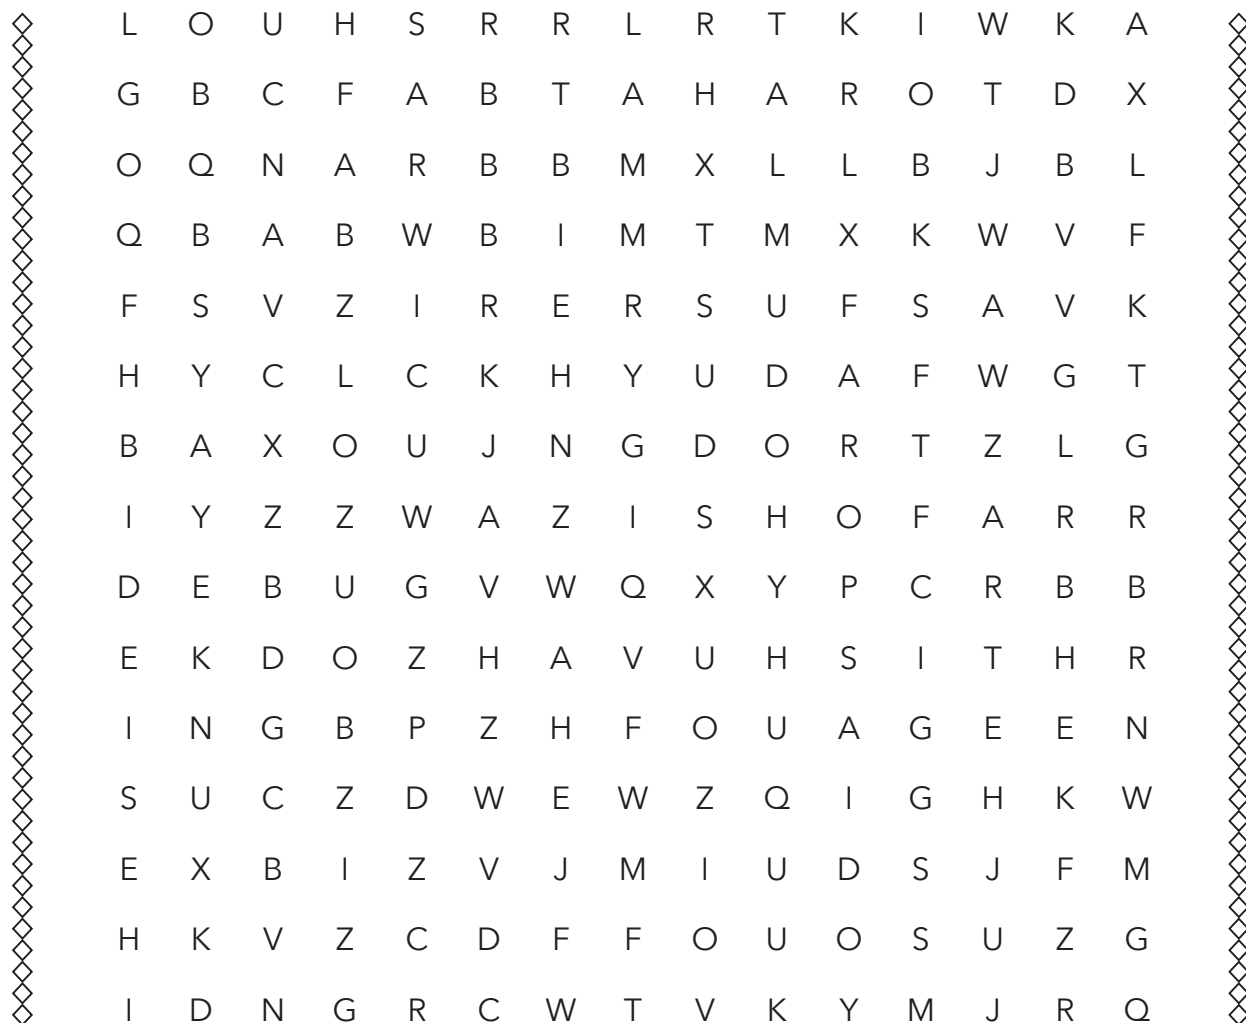 L O U H S R R L R T K I W K A
G B C F A B T A H A R O T D X
O Q N A R B B M X L L B J B L
Q B A B W B I M T M X K W V F
F S V Z I R E R S U F S A V K
H Y C L C K H Y U D A F W G T
B A X O U J N G D O R T Z L G
I Y Z Z W A Z I S H O F A R R
D E B U G V W Q X Y P C R B B
E K D O Z H A V U H S I T H R
I N G B P Z H F O U A G E E N
S U C Z D W E W Z Q I G H K W
E X B I Z V J M I U D S J F M
H K V Z C D F F O U O S U Z G
I D N G R C W T V K Y M J R Q